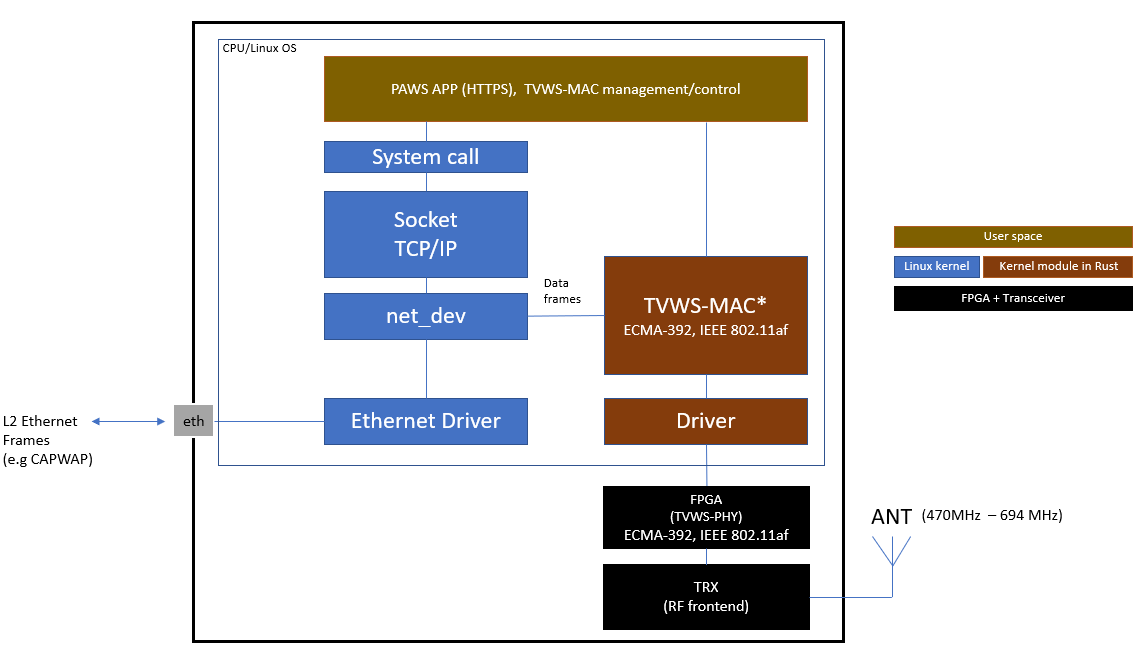 CPU/Linux OS
PAWS APP (HTTPS), TVWS-MAC management/control
System call
Socket
TCP/IP
net_dev
Data
frames
TVWS-MAC*
ECMA-392, IEEE 802.11af
User space
Linux kernel
Kernel module in Rust
FPGA + Transceiver
L2 Ethernet
Frames
(e.g CAPWAP)
eth
Ethernet Driver
Driver
FPGA
(TVWS-PHY)
ECMA-392, IEEE 802.11af
TRX
(RF frontend)
ANT (470MHz – 694 MHz)